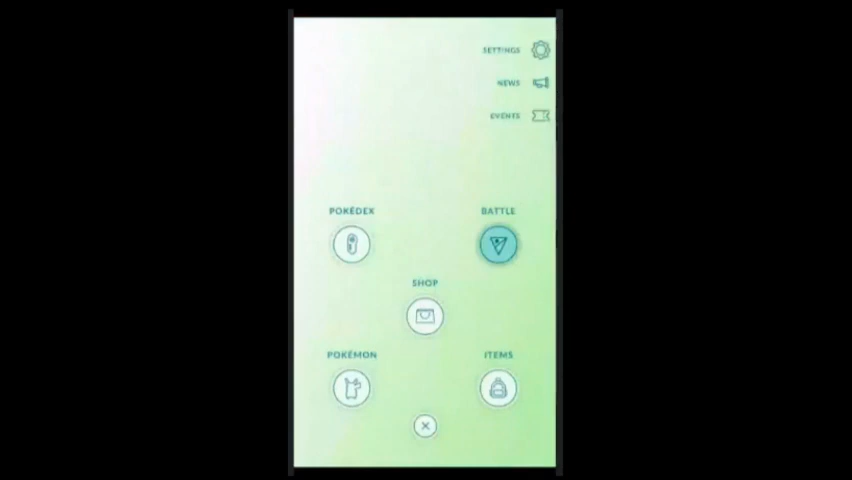 SETTINGS
NEWS
EVENTS
POKÉDEX
BATTLE
SHOP
POKÉMON
ITEMS